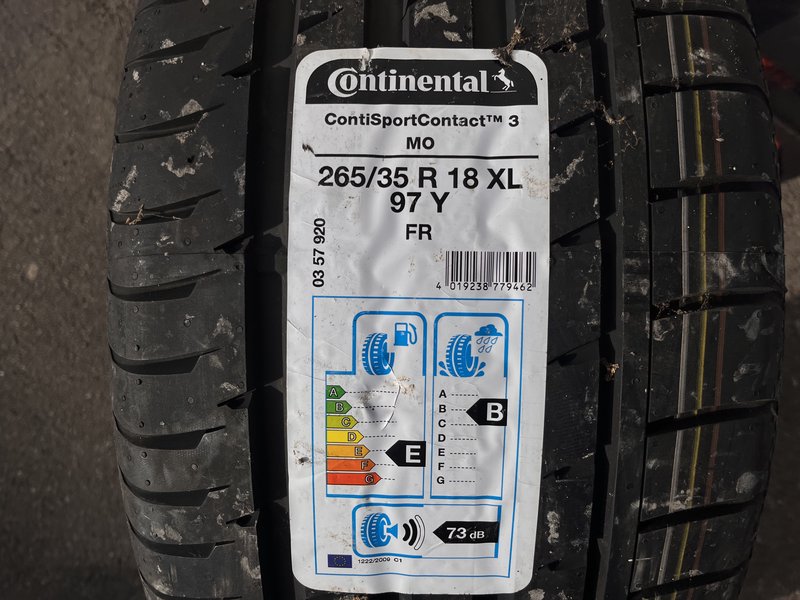 Continental
ContiSportContact™ 3
MO
265/35 R 18 XL
97 Y
FR
03 57 920
4 019238 779462
A
B
C
D
E
F
G
E
A
B
C
D
E
F
G
B
73 dB
1222/2009 C1